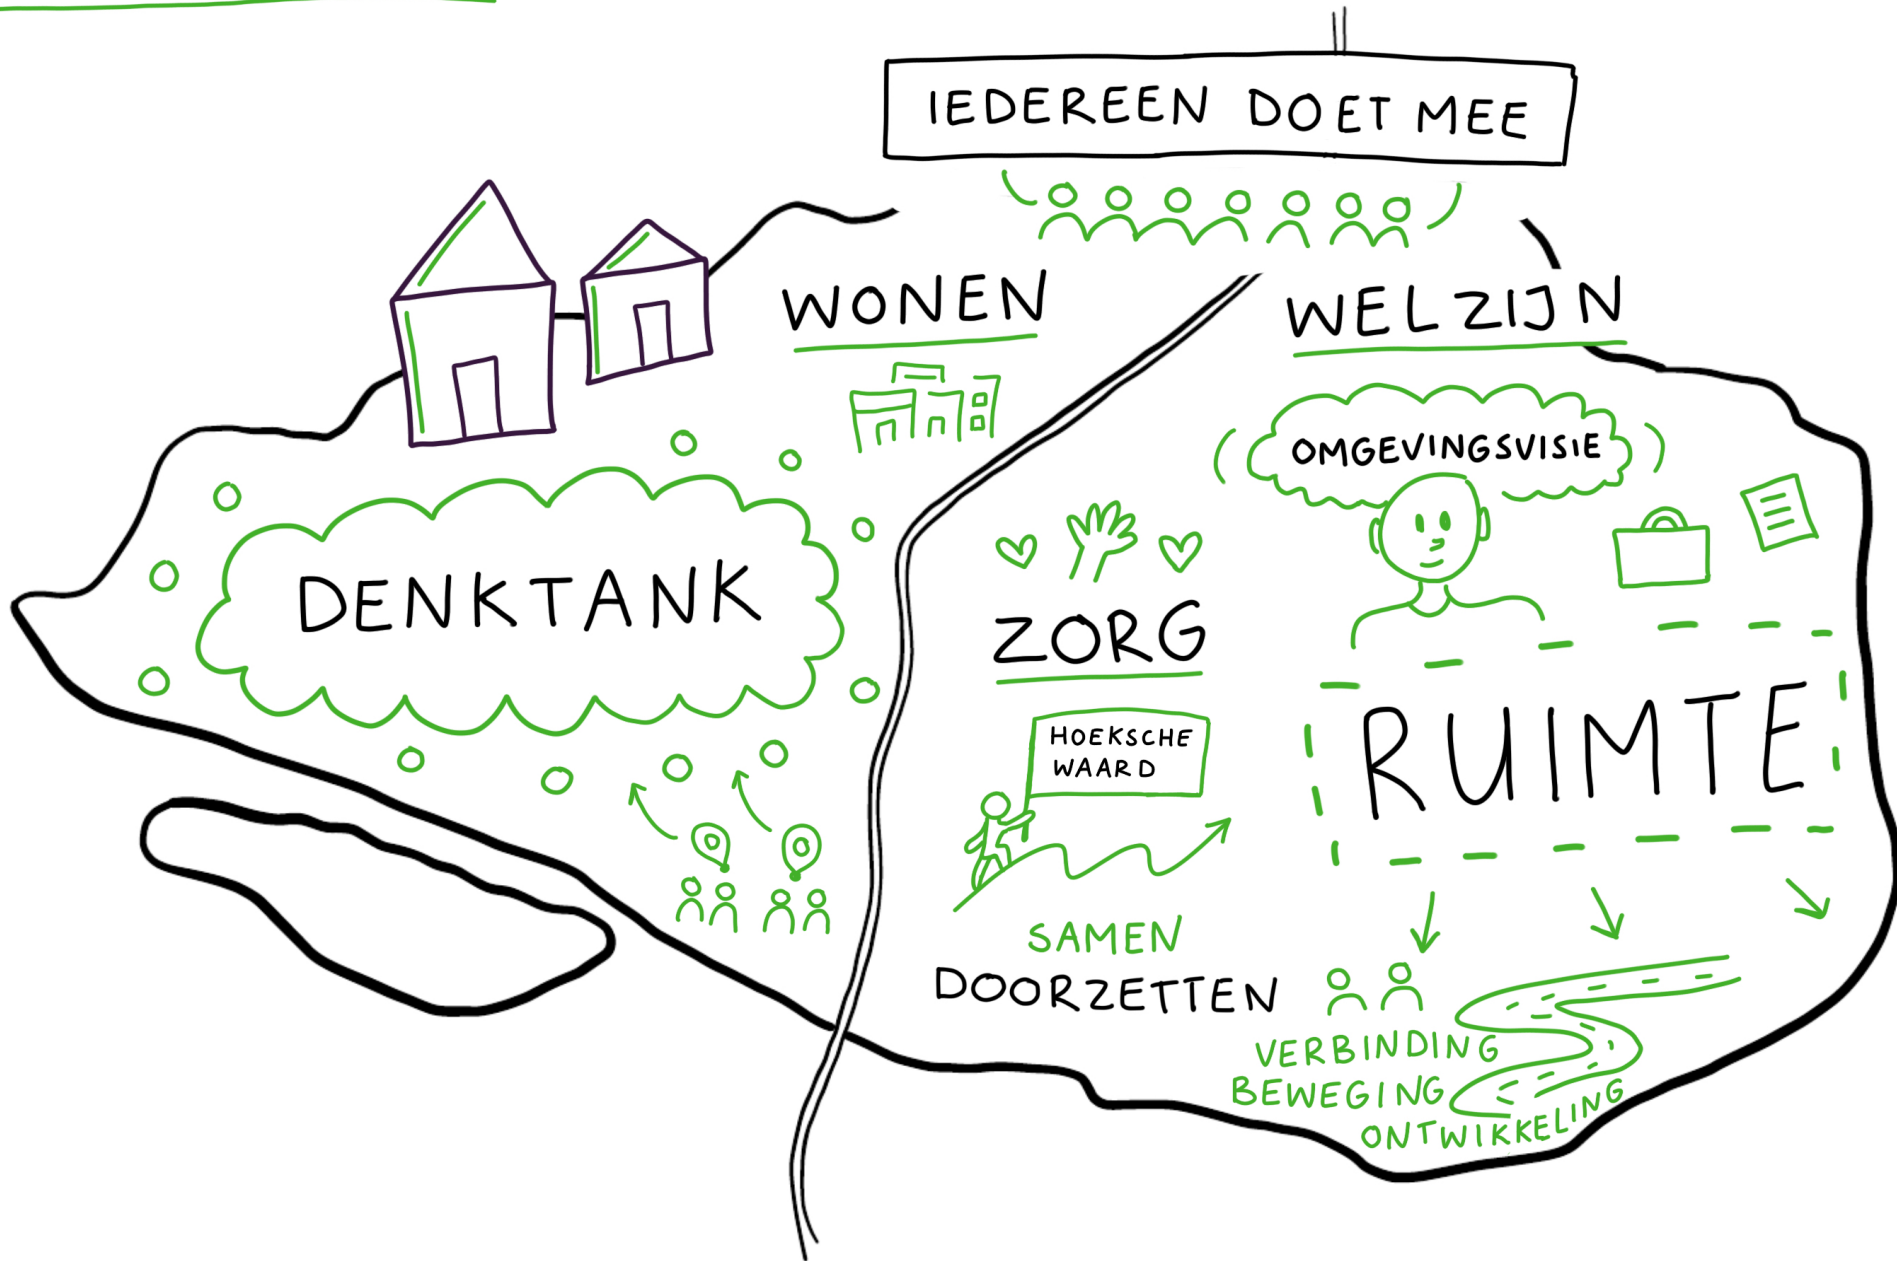 IEDEREEN DOET MEE
WONEN
WELZIJN
OMGEVINGSVISIE
DENKTANK
ZORG
HOEKSCHE
WAARD
RUIMTE
SAMEN
DOORZETTEN
VERBINDING
BEWEGING
ONTWIKKELING